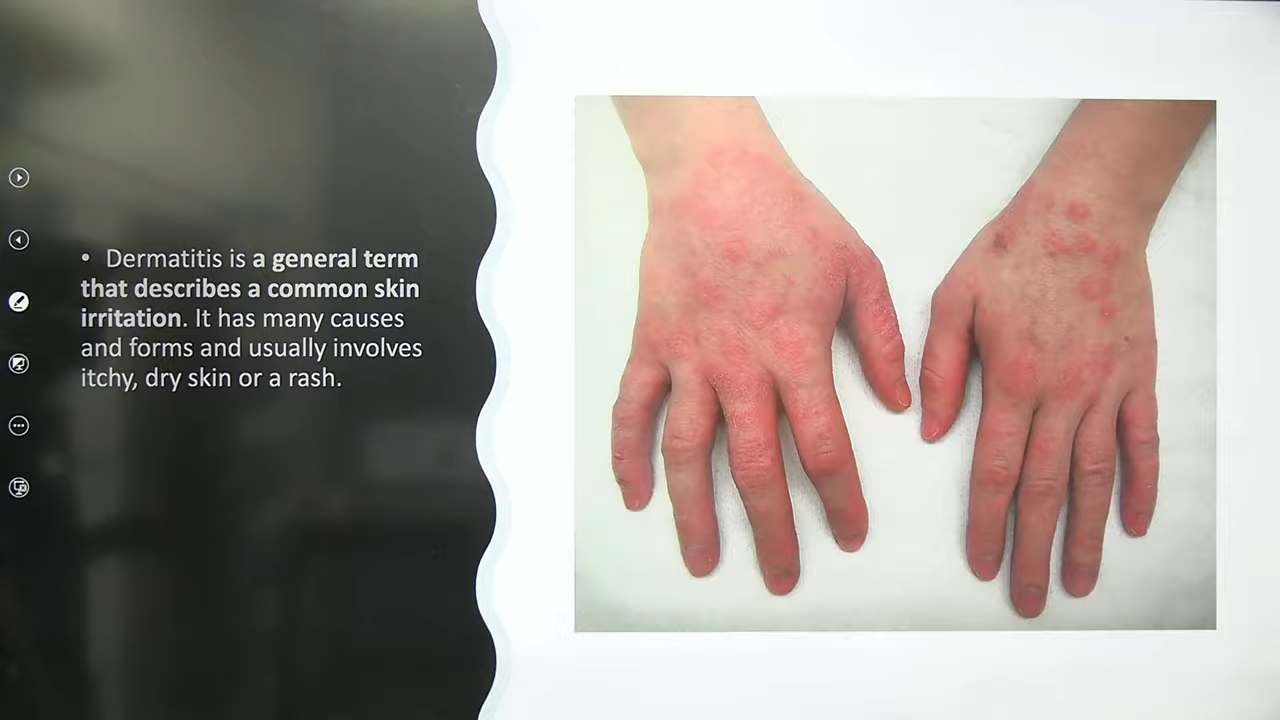 • Dermatitis is a general term
that describes a common skin
irritation. It has many causes
and forms and usually involves
itchy, dry skin or a rash.